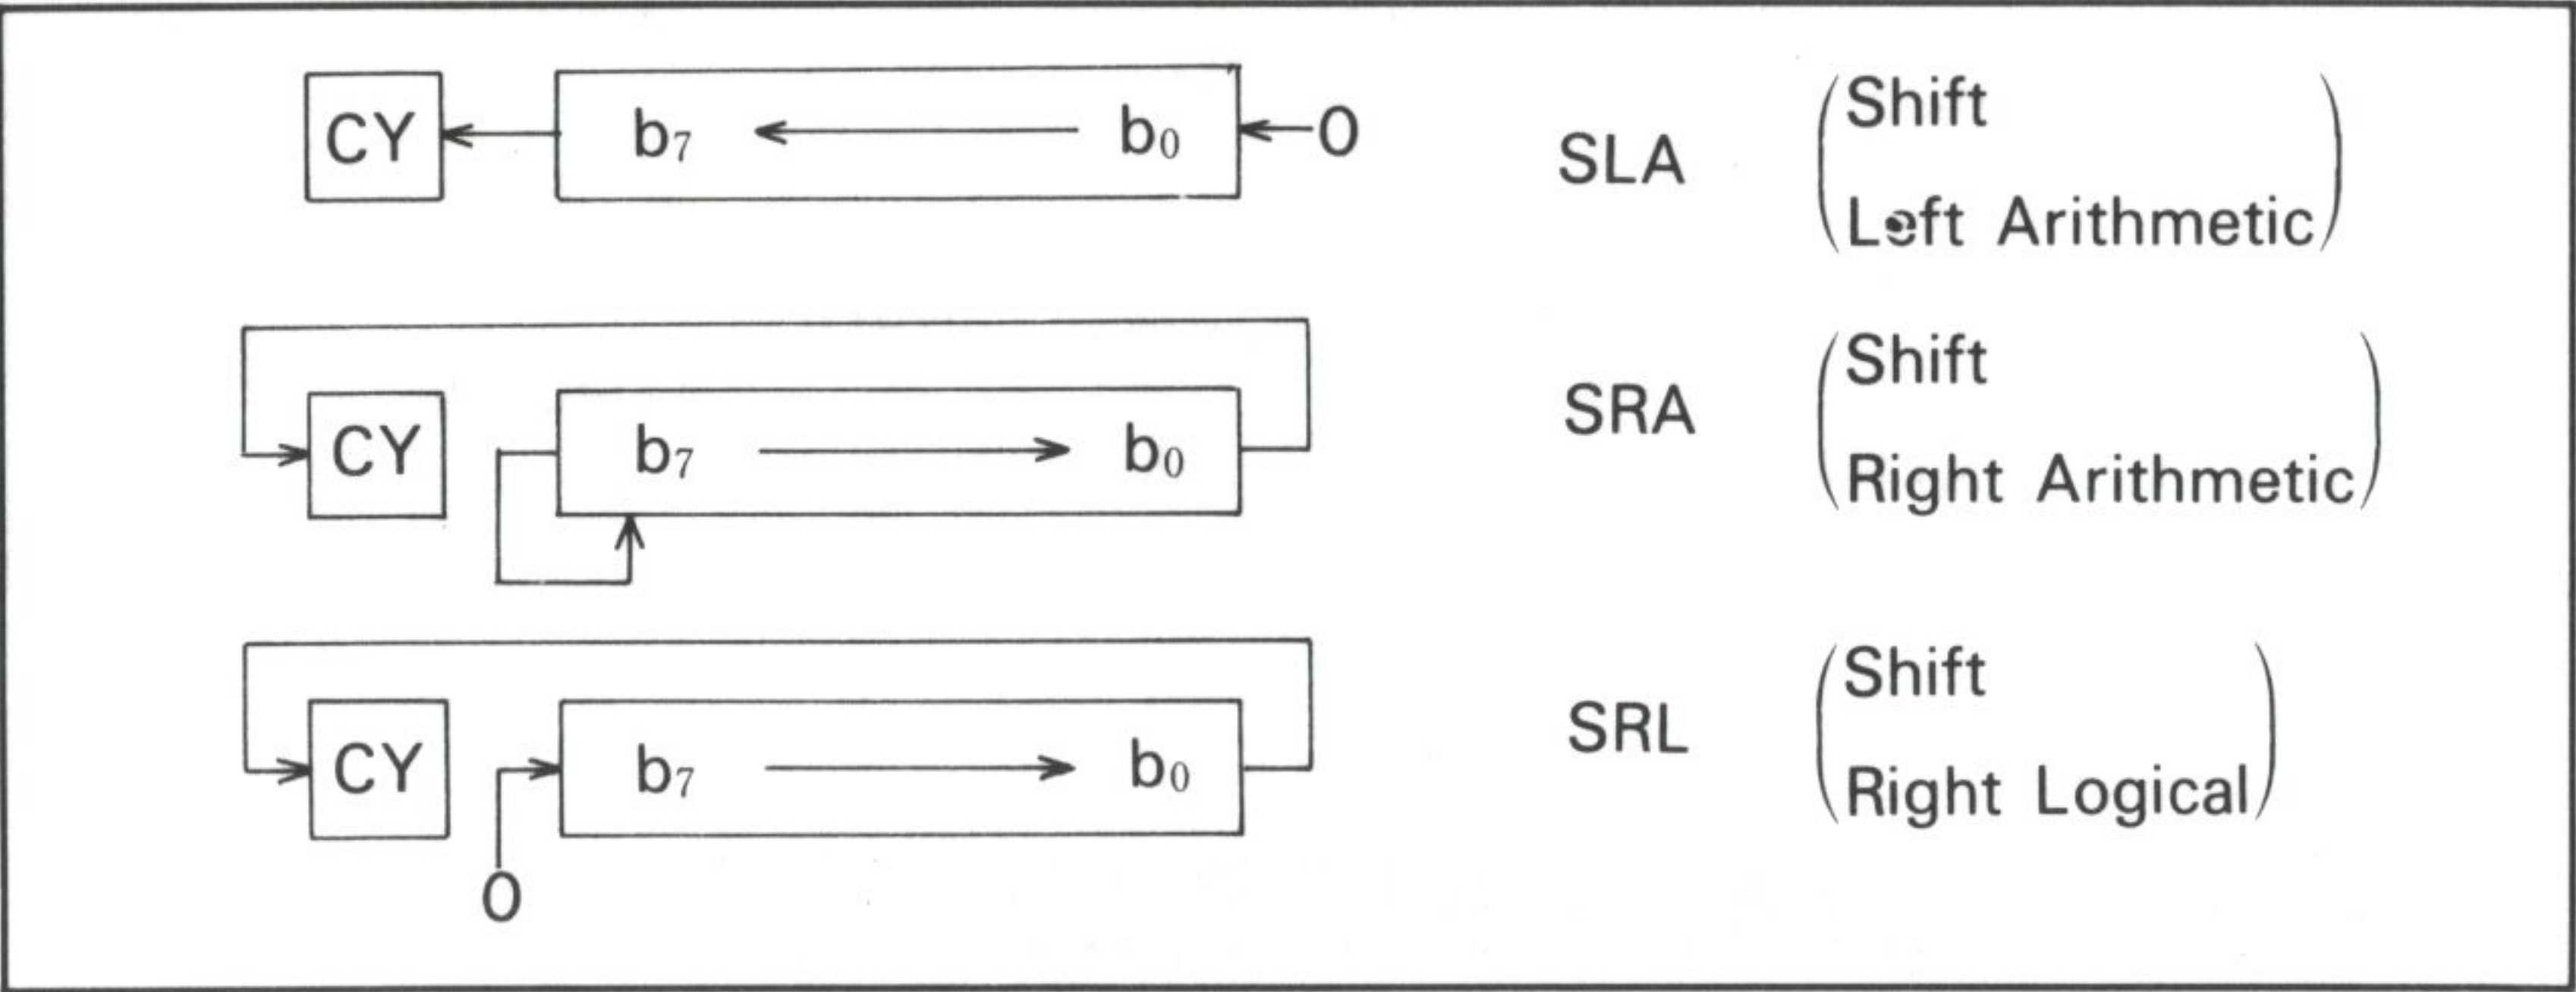 CY b₇ b₀ 0 SLA (Shift
Left Arithmetic)
CY b₇ b₀ SRA (Shift
Right Arithmetic)
CY b₇ b₀ SRL (Shift
Right Logical)
0